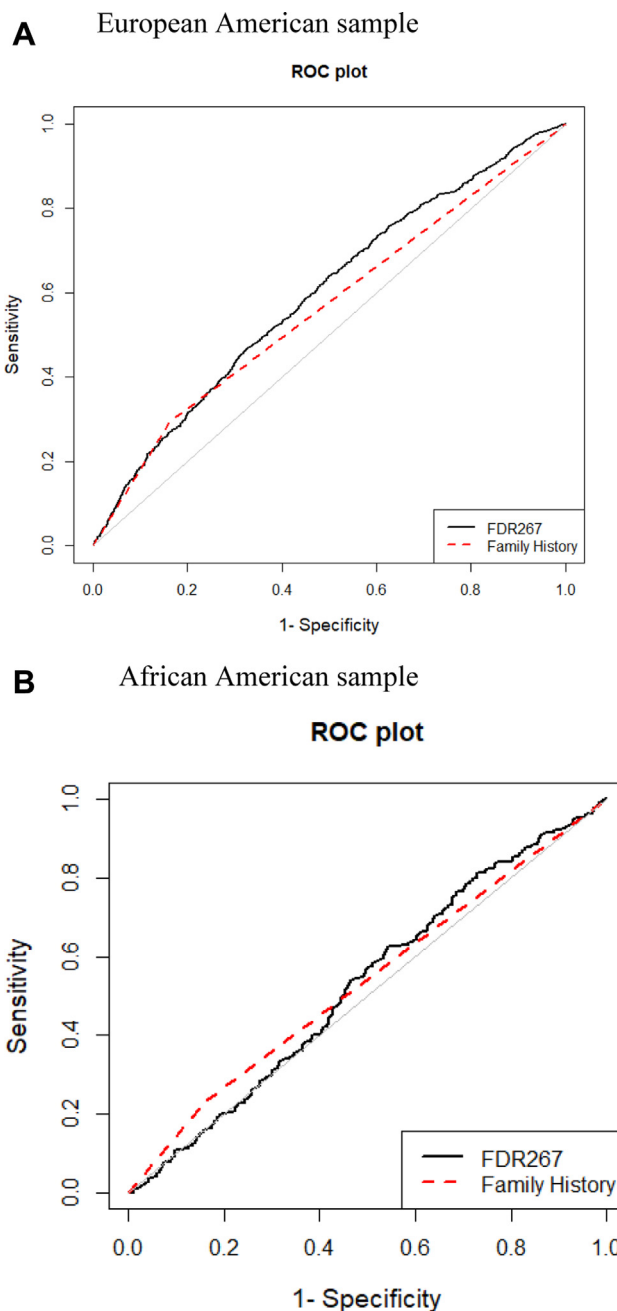 A European American sample
ROC plot
1.0
0.8
0.6
0.4
0.2
0.0
Sensitivity
FDR267
Family History
0.0 0.2 0.4 0.6 0.8 1.0
1- Specificity
B African American sample
ROC plot
1.0
0.8
0.6
0.4
0.2
0.0
Sensitivity
FDR267
Family History
0.0 0.2 0.4 0.6 0.8 1.0
1- Specificity